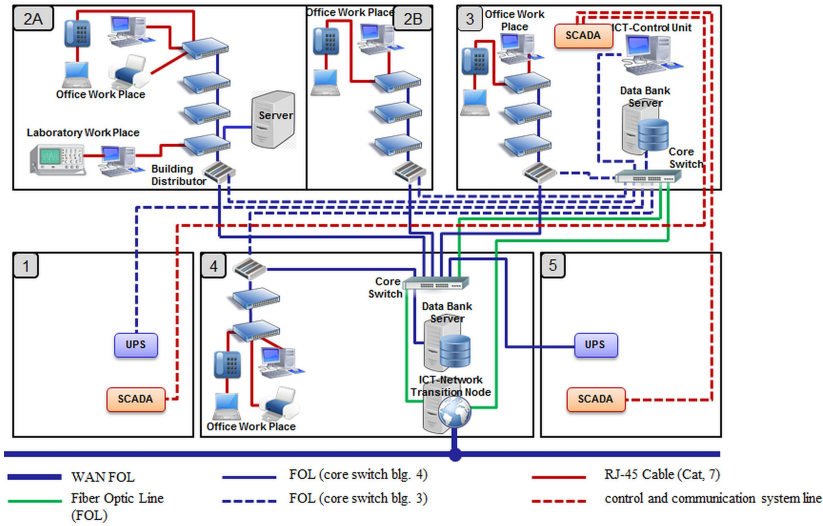 2A
Office Work Place
Laboratory Work Place
Server
Building
Distributor
2B
Office Work
Place
3
Office Work
Place
SCADA
ICT-Control Unit
Data Bank
Server
Core
Switch
1
UPS
SCADA
4
Core
Switch
Data Bank
Server
ICT-Network
Transition Node
Office Work Place
5
UPS
SCADA
WAN FOL
FOL (core switch blg. 4)
RJ-45 Cable (Cat, 7)
Fiber Optic Line
(FOL)
FOL (core switch blg. 3)
control and communication system line